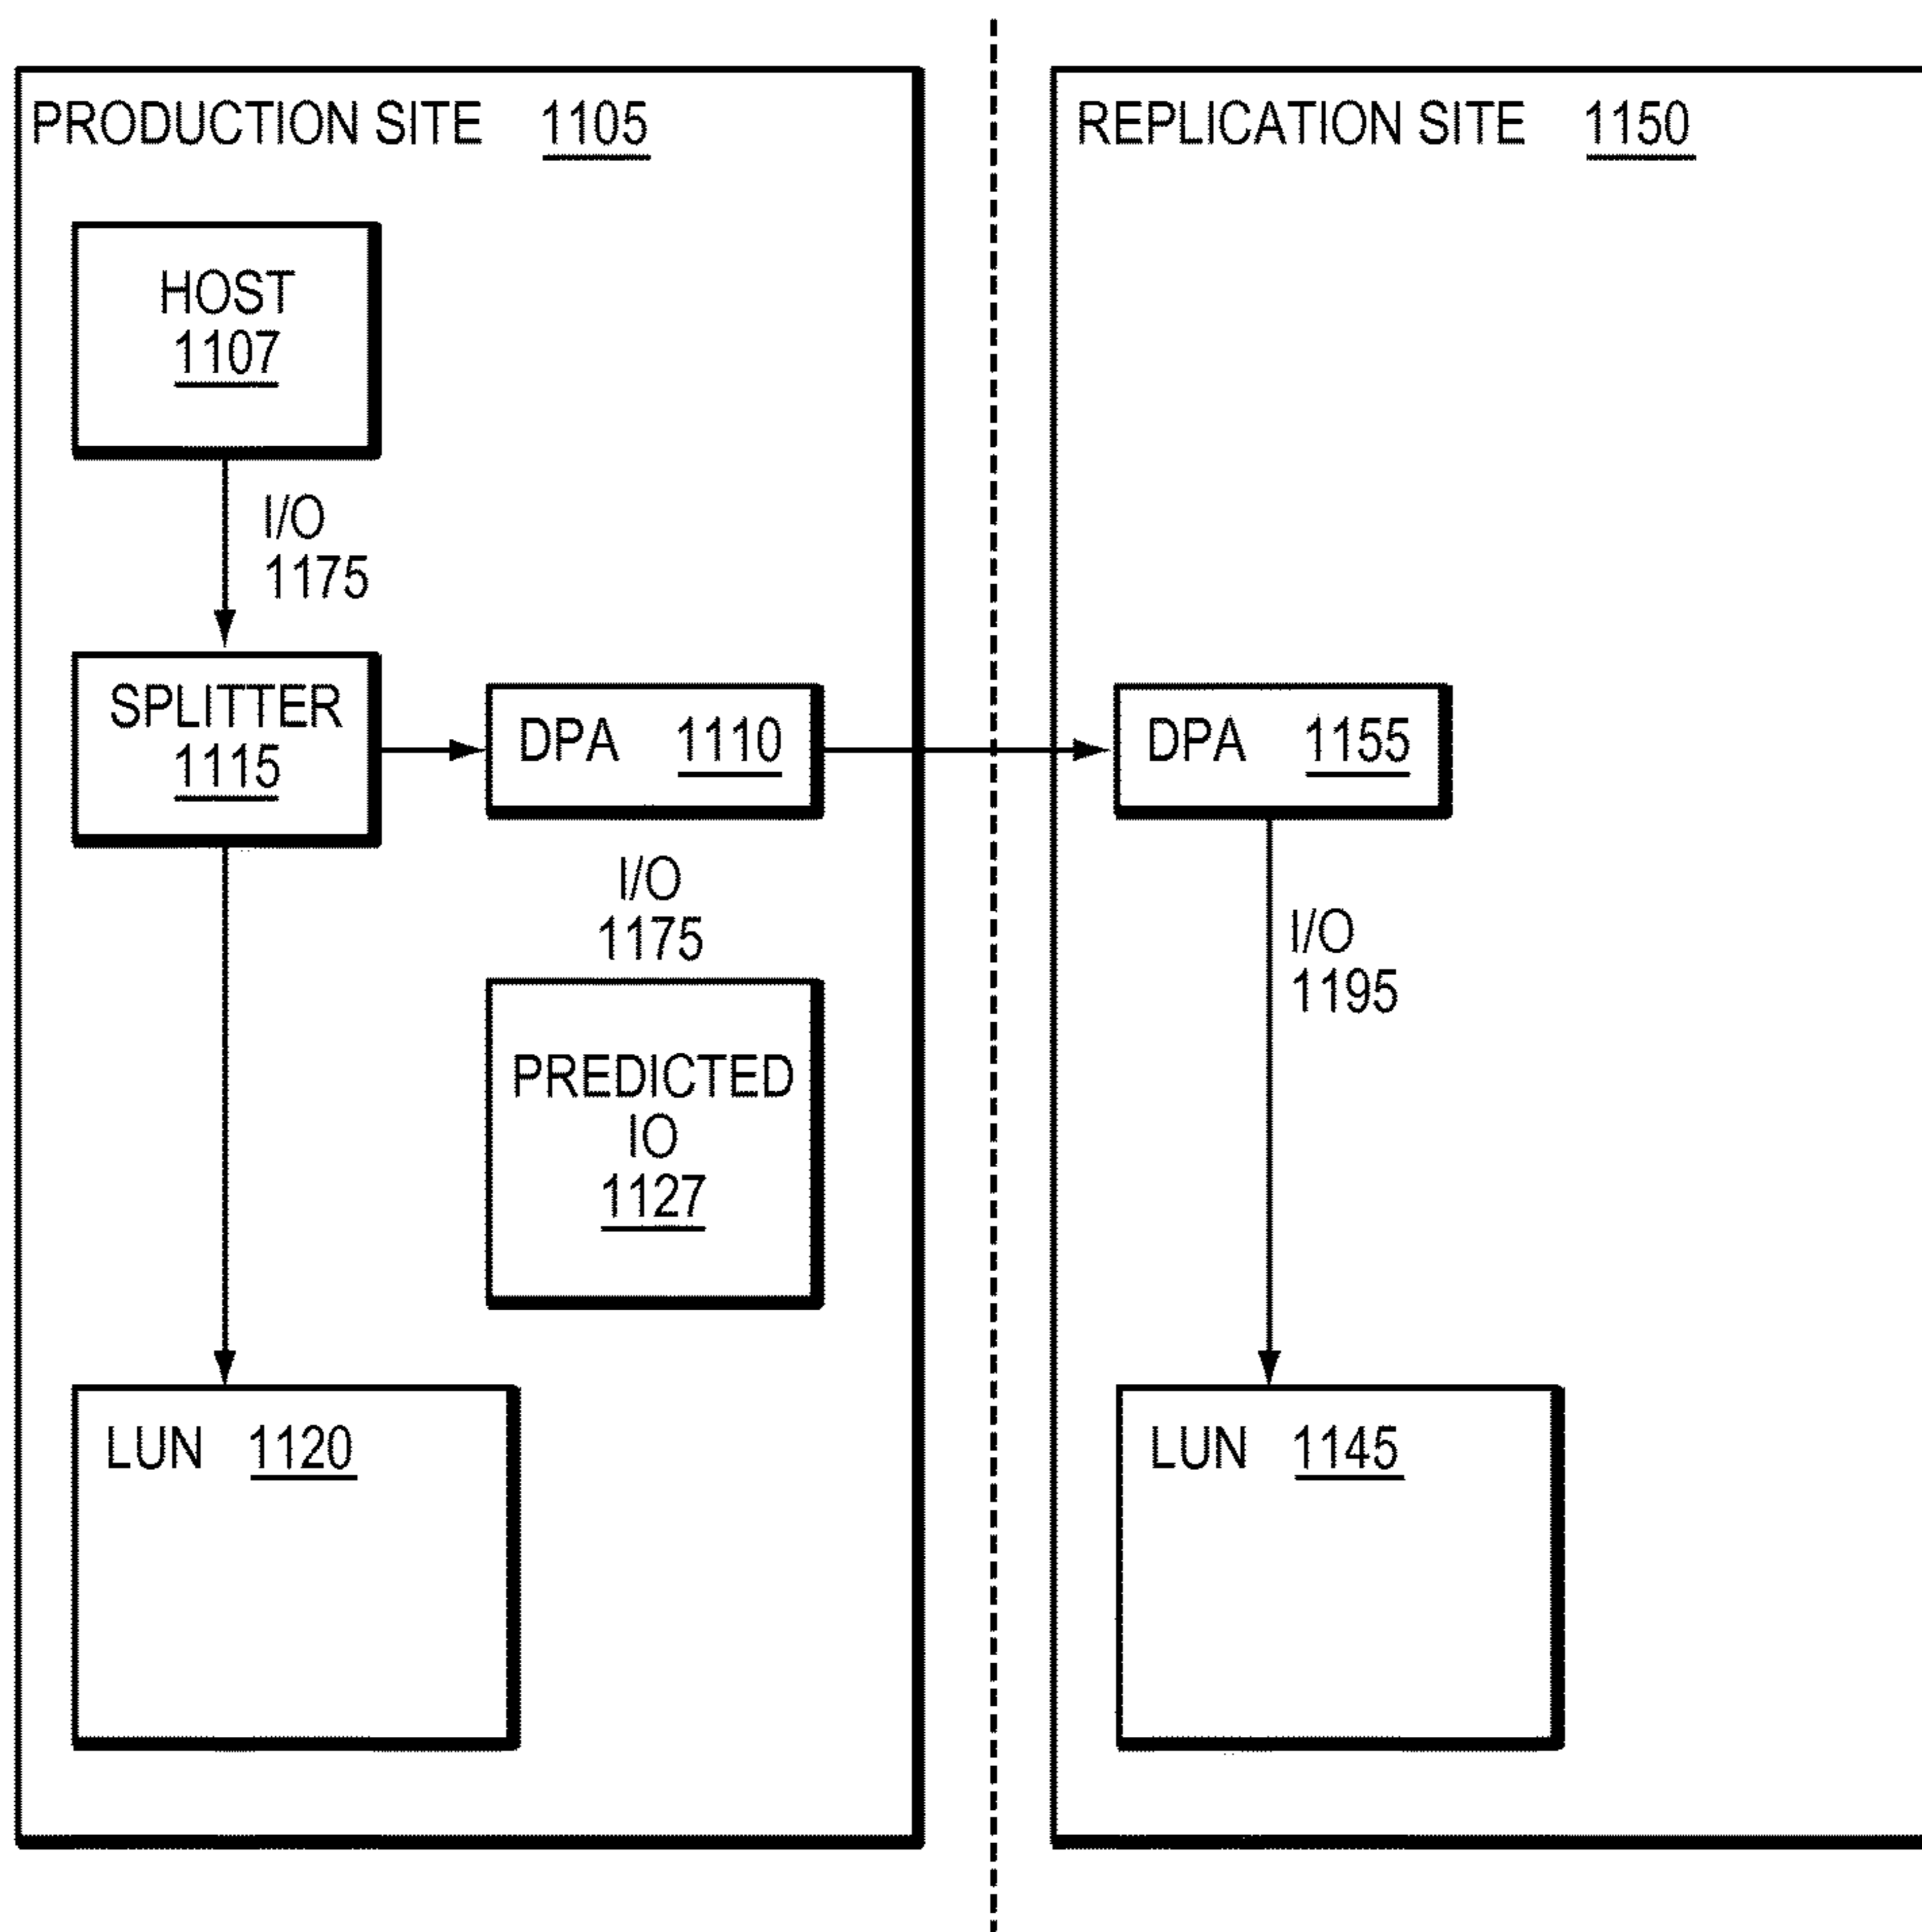 PRODUCTION SITE 1105
HOST
1107
I/O
1175
SPLITTER
1115
DPA 1110
I/O
1175
PREDICTED
IO
1127
LUN 1120
REPLICATION SITE 1150
DPA 1155
I/O
1195
LUN 1145